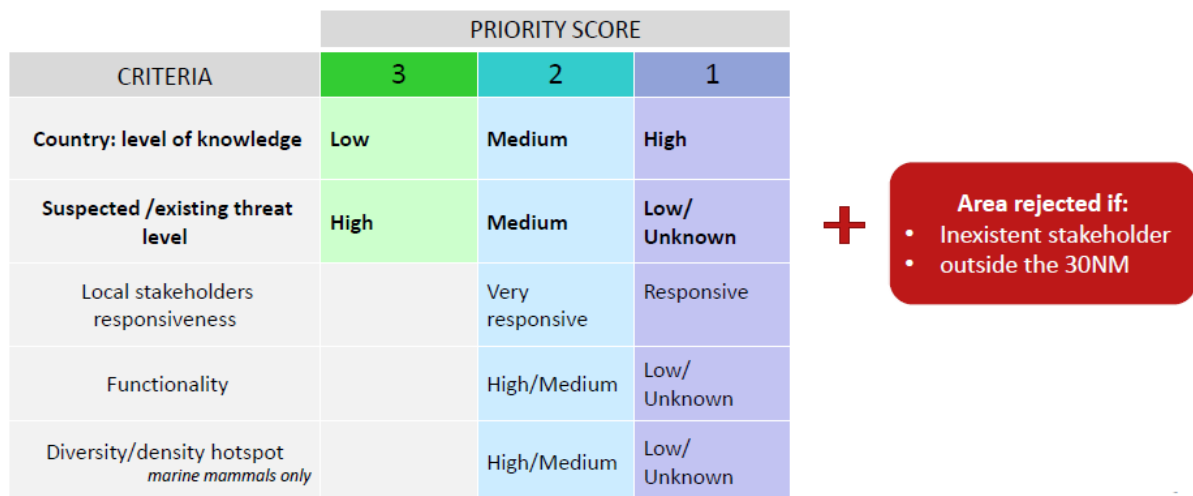 PRIORITY SCORE
CRITERIA 3 2 1
Country: level of knowledge Low Medium High
Suspected /existing threat level High Medium Low/ Unknown
Local stakeholders responsiveness Very responsive Responsive
Functionality High/Medium Low/ Unknown
Diversity/density hotspot marine mammals only High/Medium Low/ Unknown
+
Area rejected if:
• Inexistent stakeholder
• outside the 30NM